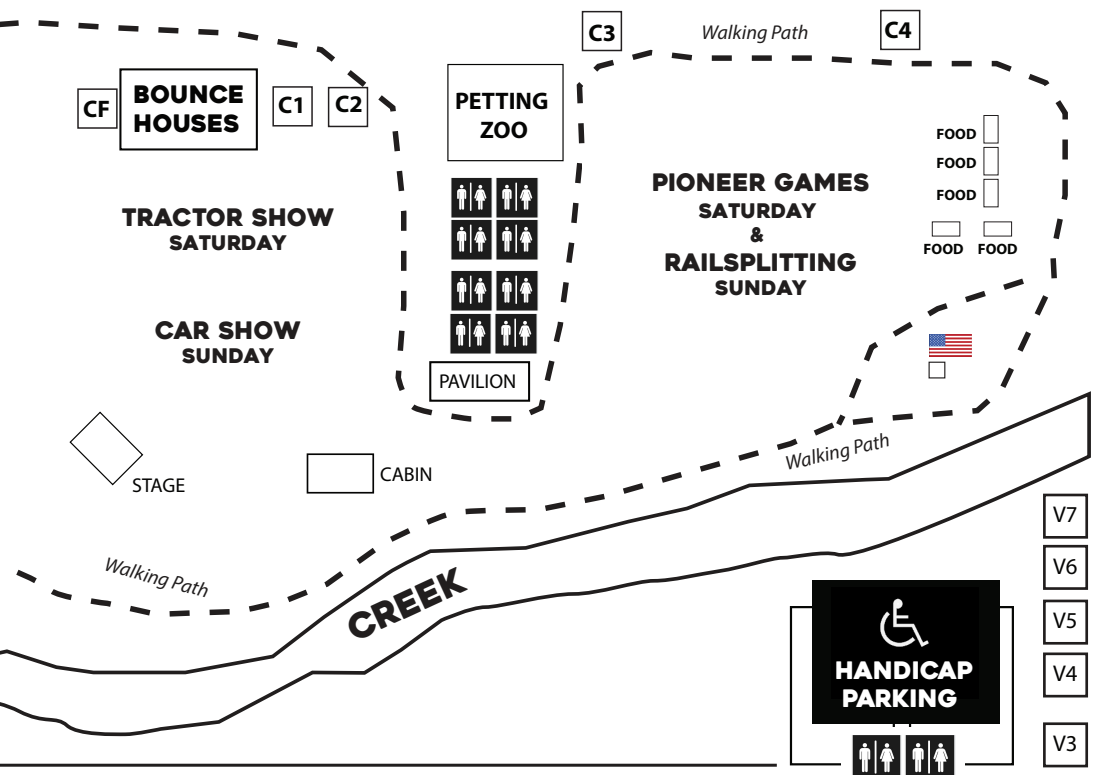 C3
Walking Path
C4
CF
BOUNCE
HOUSES
C1
C2
PETTING
ZOO
FOOD
FOOD
FOOD
FOOD
FOOD
TRACTOR SHOW
SATURDAY
PIONEER GAMES
SATURDAY
&
RAILSPLITTING
SUNDAY
CAR SHOW
SUNDAY
PAVILION
STAGE
CABIN
Walking Path
Walking Path
CREEK
V7
V6
V5
V4
V3
HANDICAP
PARKING